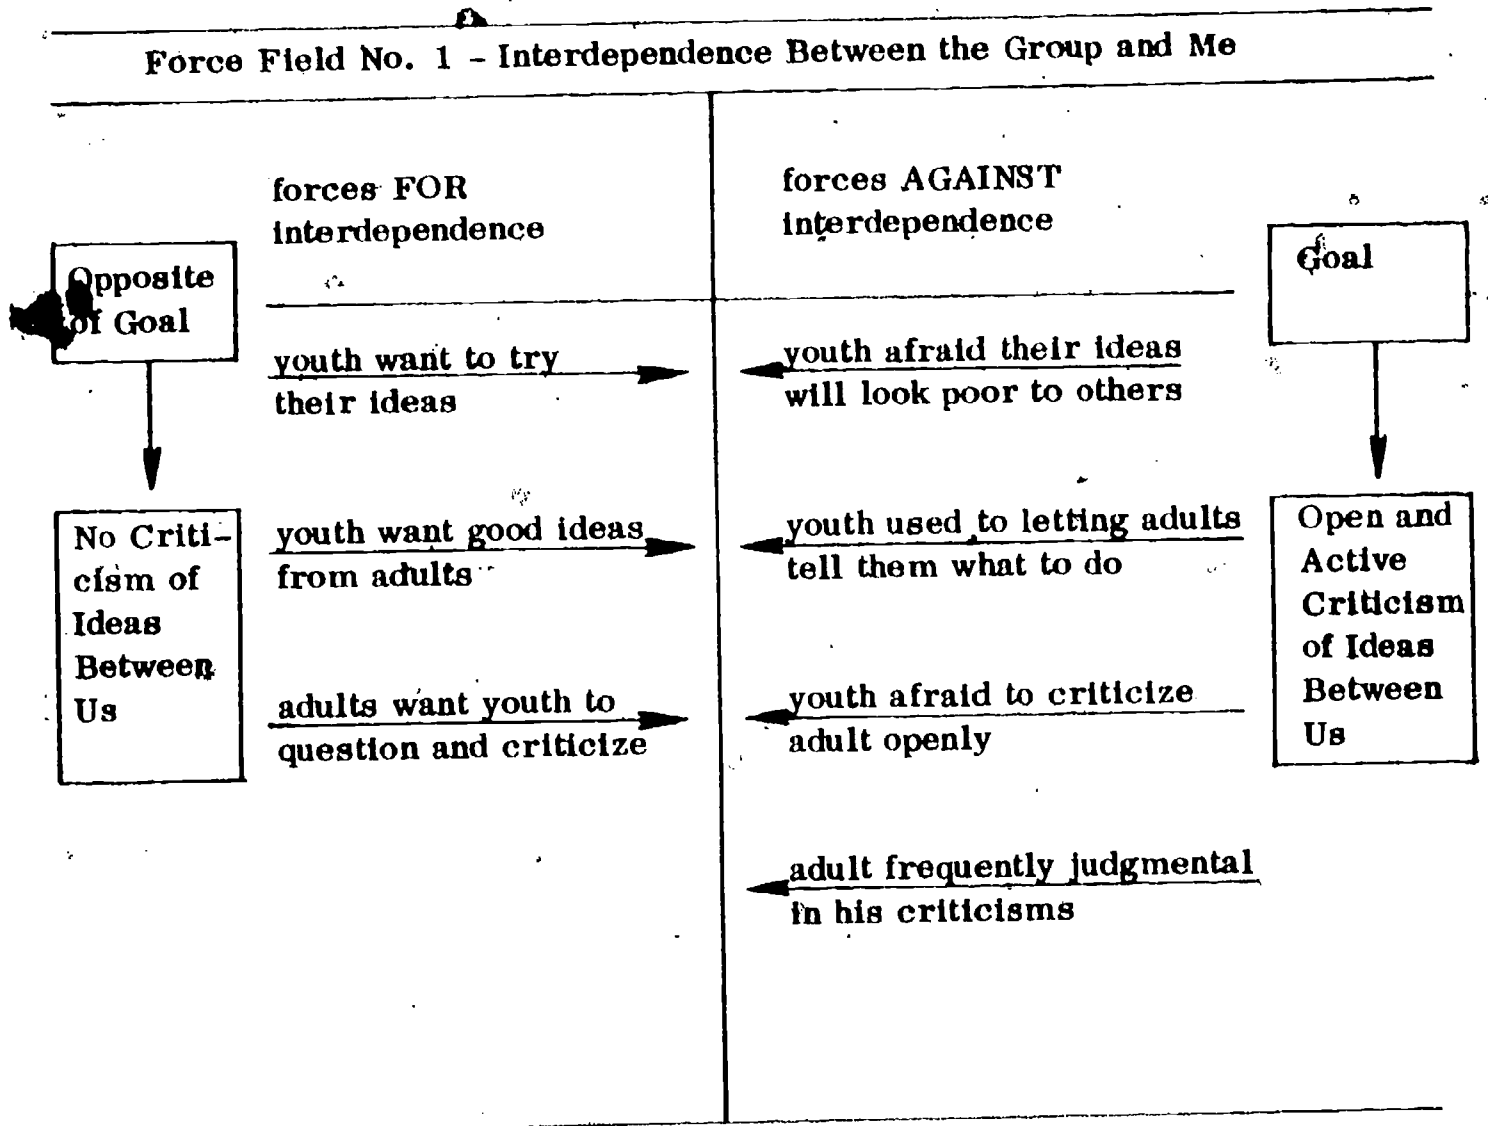 Force Field No. 1 - Interdependence Between the Group and Me
forces FOR
interdependence
forces AGAINST
interdependence
Opposite
of Goal
Goal
youth want to try
their ideas
youth afraid their ideas
will look poor to others
No Criti-
cism of
Ideas
Between
Us
youth want good ideas
from adults
youth used to letting adults
tell them what to do
Open and
Active
Criticism
of Ideas
Between
Us
adults want youth to
question and criticize
youth afraid to criticize
adult openly
adult frequently judgmental
in his criticisms